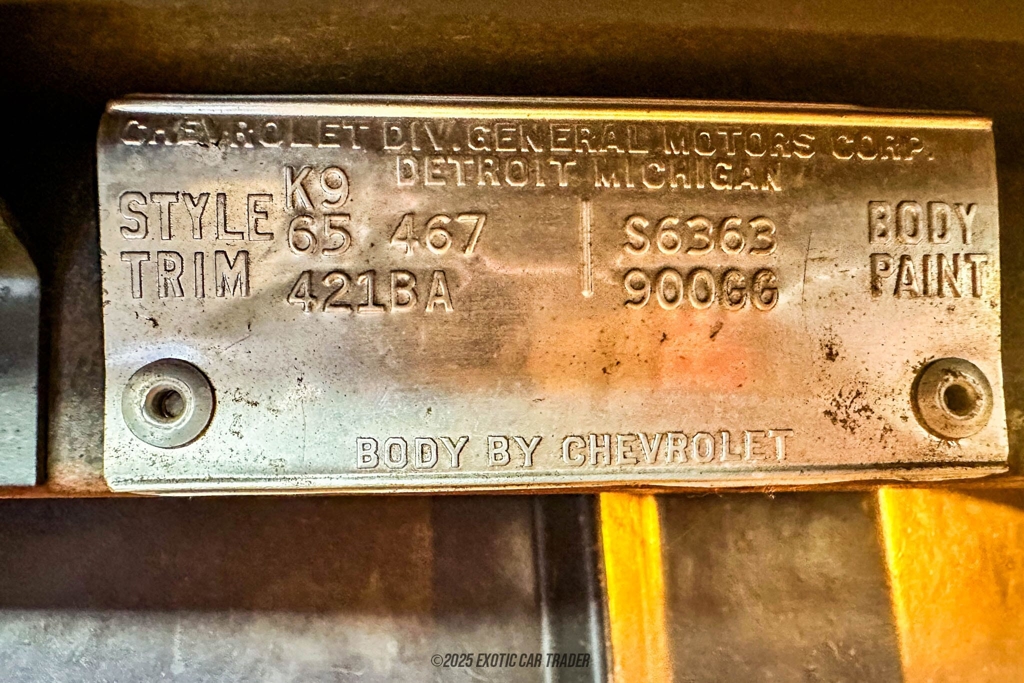 CHEVROLET DIV. GENERAL MOTORS CORP.
DETROIT MICHIGAN
K9
STYLE 65 467 S6363 BODY
TRIM 421BA 900GG PAINT
BODY BY CHEVROLET
©2025 EXOTIC CAR TRADER